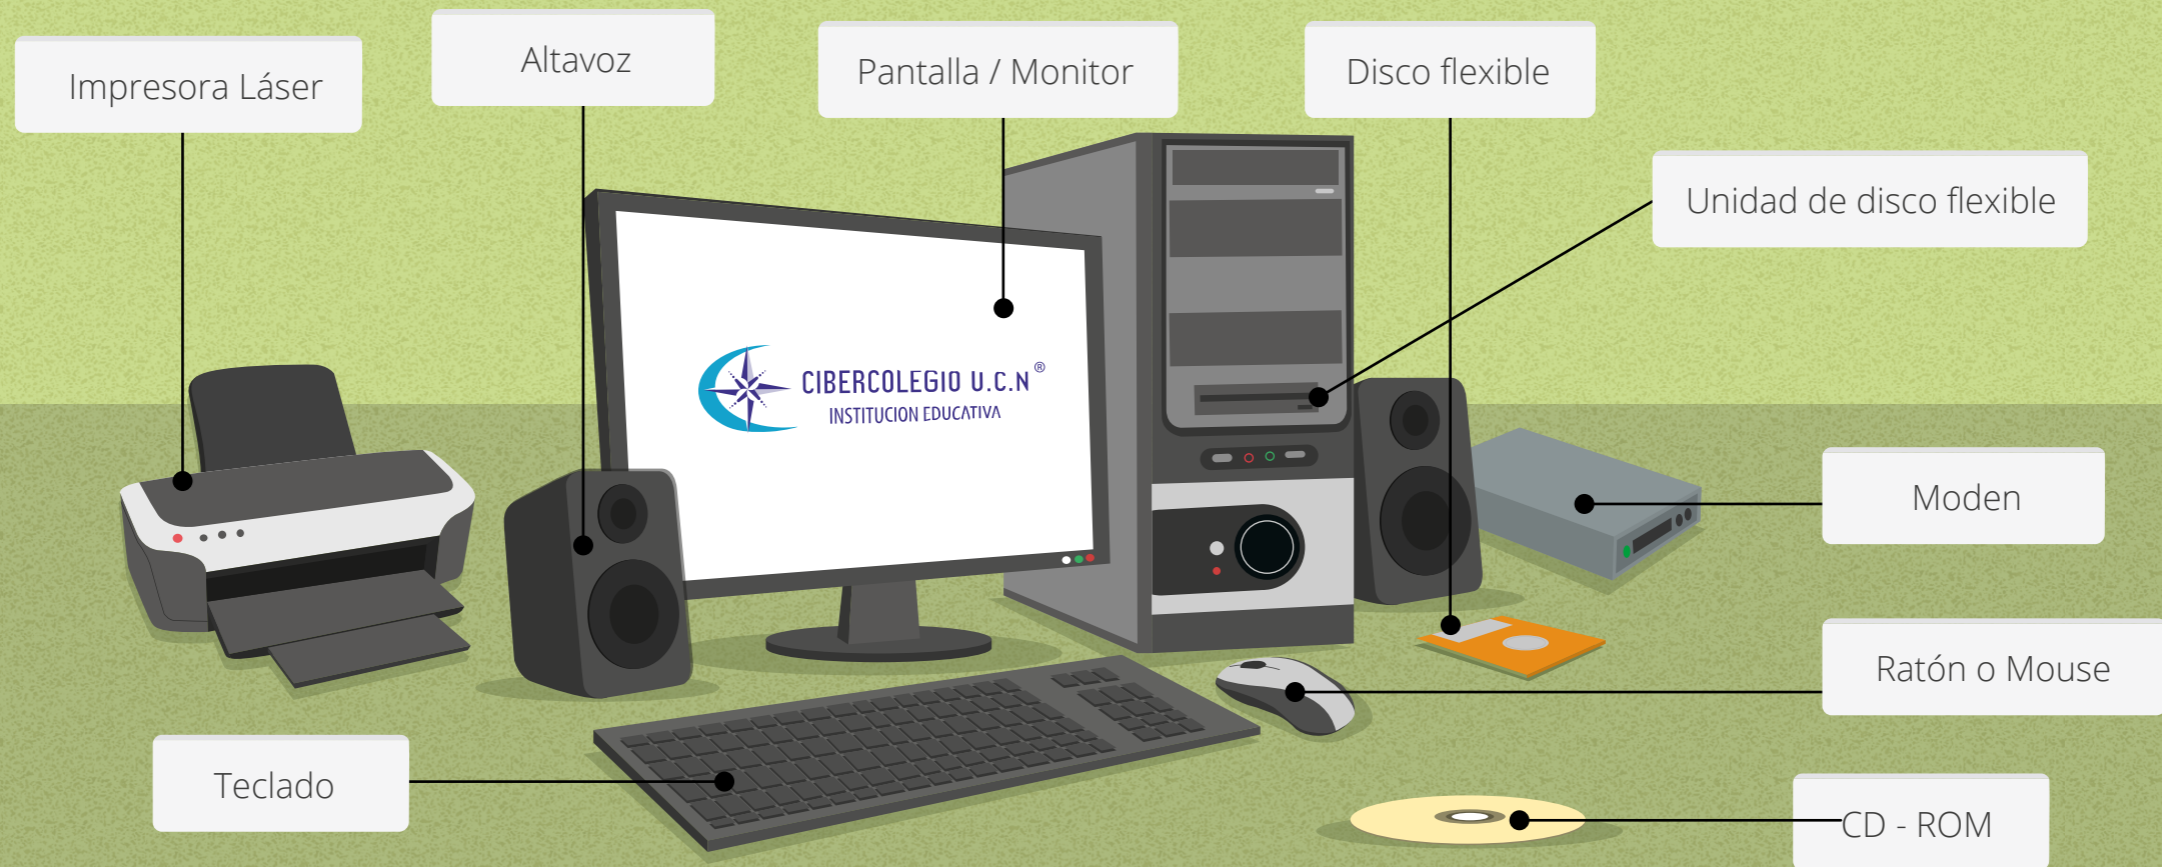 Impresora Láser
Altavoz
Pantalla / Monitor
Disco flexible
Unidad de disco flexible
CIBERCOLEGIO U.C.N®
INSTITUCION EDUCATIVA
Moden
Ratón o Mouse
Teclado
CD - ROM